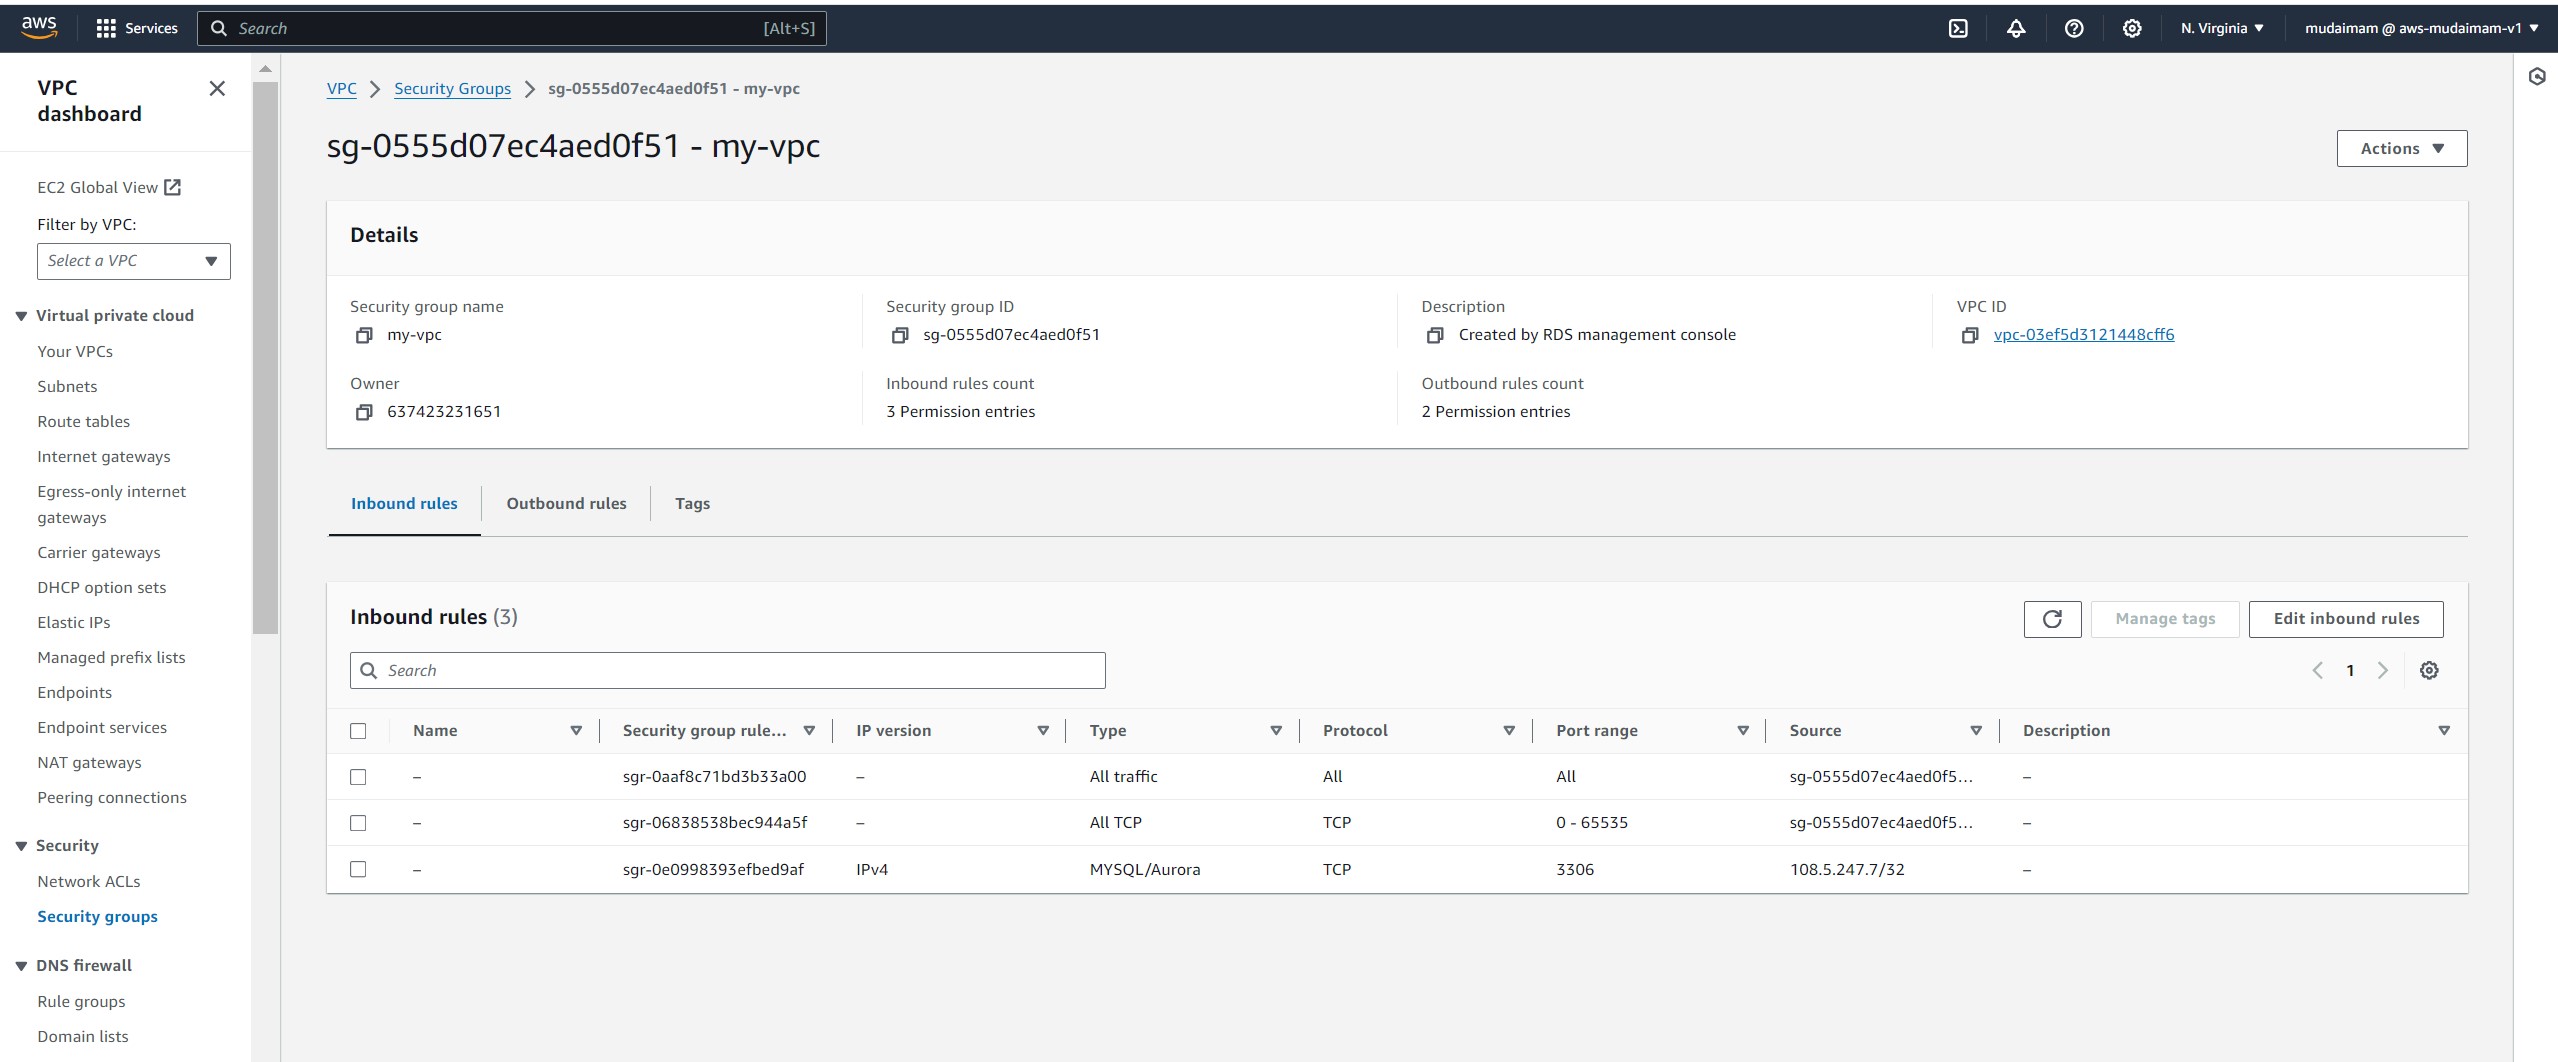 aws
Services
Search
[Alt+S]
N. Virginia
mudaimam @ aws-mudaimam-v1
VPC
dashboard
EC2 Global View
Filter by VPC:
Select a VPC
Virtual private cloud
Your VPCs
Subnets
Route tables
Internet gateways
Egress-only internet
gateways
Carrier gateways
DHCP option sets
Elastic IPs
Managed prefix lists
Endpoints
Endpoint services
NAT gateways
Peering connections
Security
Network ACLs
Security groups
DNS firewall
Rule groups
Domain lists
VPC
Security Groups
sg-0555d07ec4aed0f51 - my-vpc
sg-0555d07ec4aed0f51 - my-vpc
Actions
Details
Security group name
my-vpc
Security group ID
sg-0555d07ec4aed0f51
Description
Created by RDS management console
VPC ID
vpc-03ef5d3121448cff6
Owner
637423231651
Inbound rules count
3 Permission entries
Outbound rules count
2 Permission entries
Inbound rules
Outbound rules
Tags
Inbound rules (3)
Manage tags
Edit inbound rules
Search
1
Name Security group rule... IP version Type Protocol Port range Source Description
– sgr-0aaf8c71bd3b33a00 – All traffic All All sg-0555d07ec4aed0f5... –
– sgr-06838538bec944a5f – All TCP TCP 0 - 65535 sg-0555d07ec4aed0f5... –
– sgr-0e0998393efbed9af IPv4 MYSQL/Aurora TCP 3306 108.5.247.7/32 –